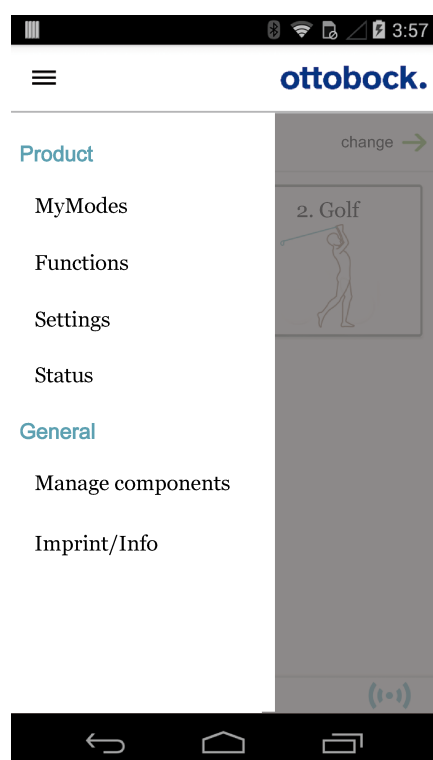 3:57
ottobock.
Product
change
MyModes
2. Golf
Functions
Settings
Status
General
Manage components
Imprint/Info